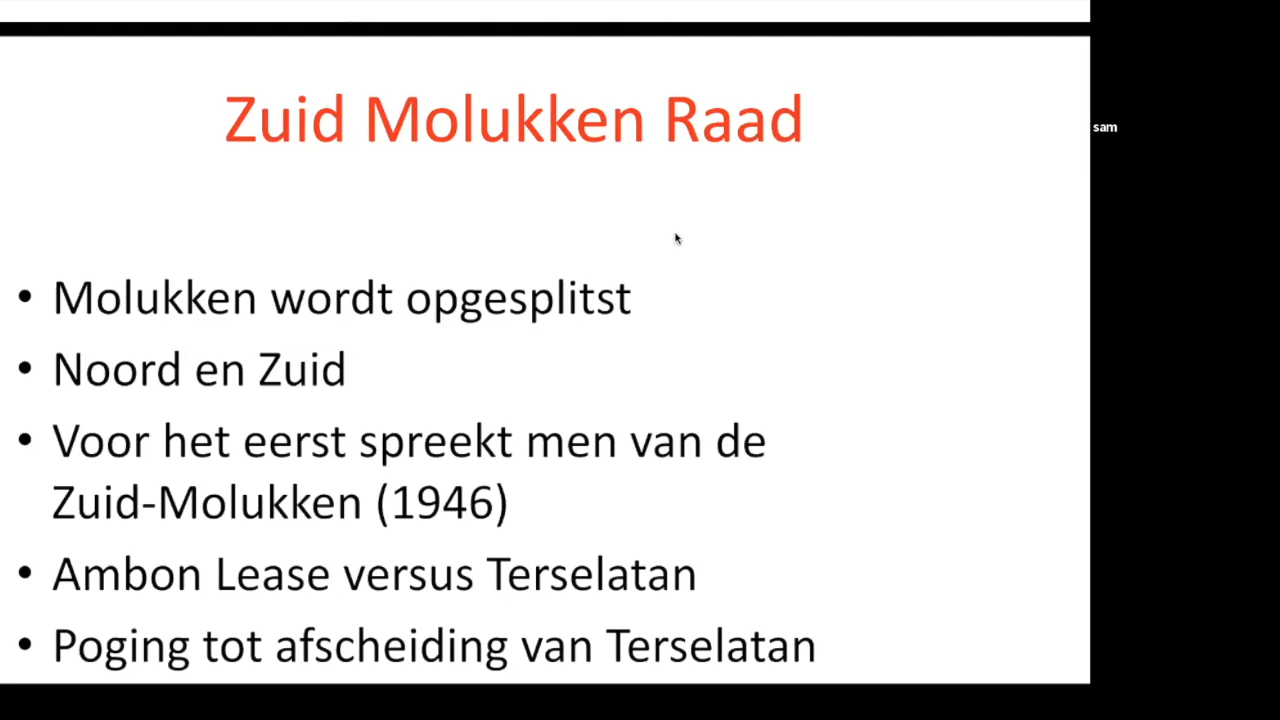 Zuid Molukken Raad
sam
• Molukken wordt opgesplitst
• Noord en Zuid
• Voor het eerst spreekt men van de
Zuid-Molukken (1946)
• Ambon Lease versus Terselatan
• Poging tot afscheiding van Terselatan